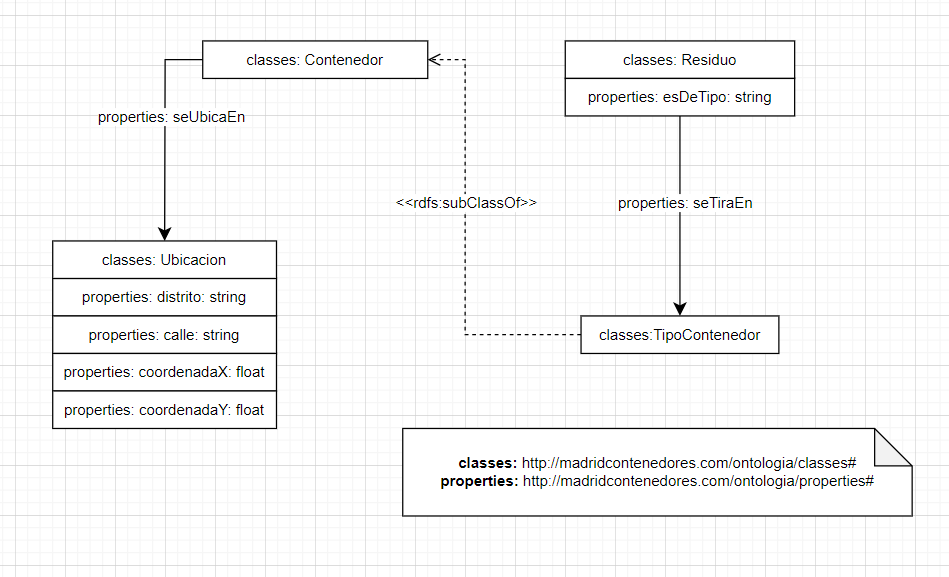 classes: Contenedor
classes: Residuo
properties: esDeTipo: string
properties: seUbicaEn
<<rdfs:subClassOf>>
properties: seTiraEn
classes: Ubicacion
properties: distrito: string
properties: calle: string
properties: coordenadaX: float
properties: coordenadaY: float
classes:TipoContenedor
classes: http://madridcontenedores.com/ontologia/classes#
properties: http://madridcontenedores.com/ontologia/properties#